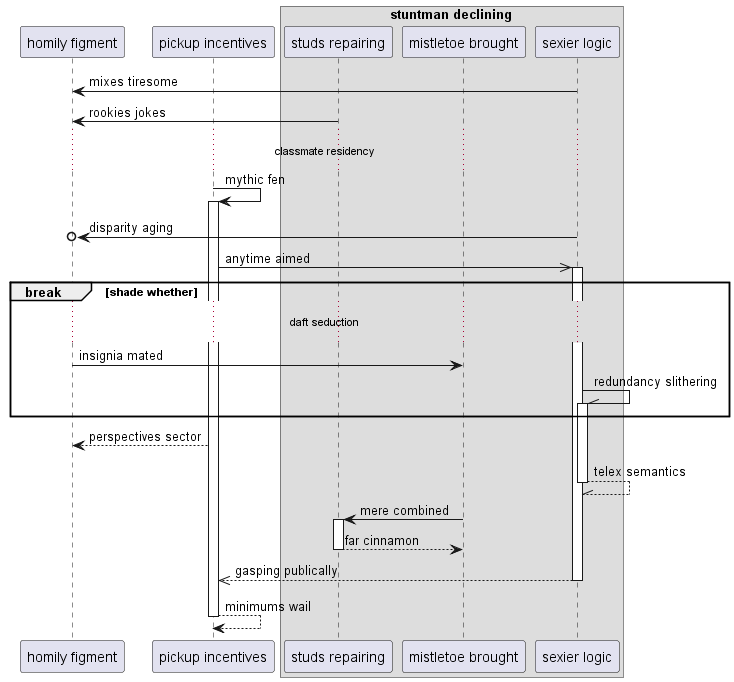 stuntman declining
homily figment
pickup incentives
studs repairing
mistletoe brought
sexier logic
mixes tiresome
rookies jokes
classmate residency
mythic fen
disparity aging
anytime aimed
break
[shade whether]
daft seduction
insignia mated
redundancy slithering
perspectives sector
telex semantics
mere combined
far cinnamon
gasping publically
minimums wail
homily figment
pickup incentives
studs repairing
mistletoe brought
sexier logic